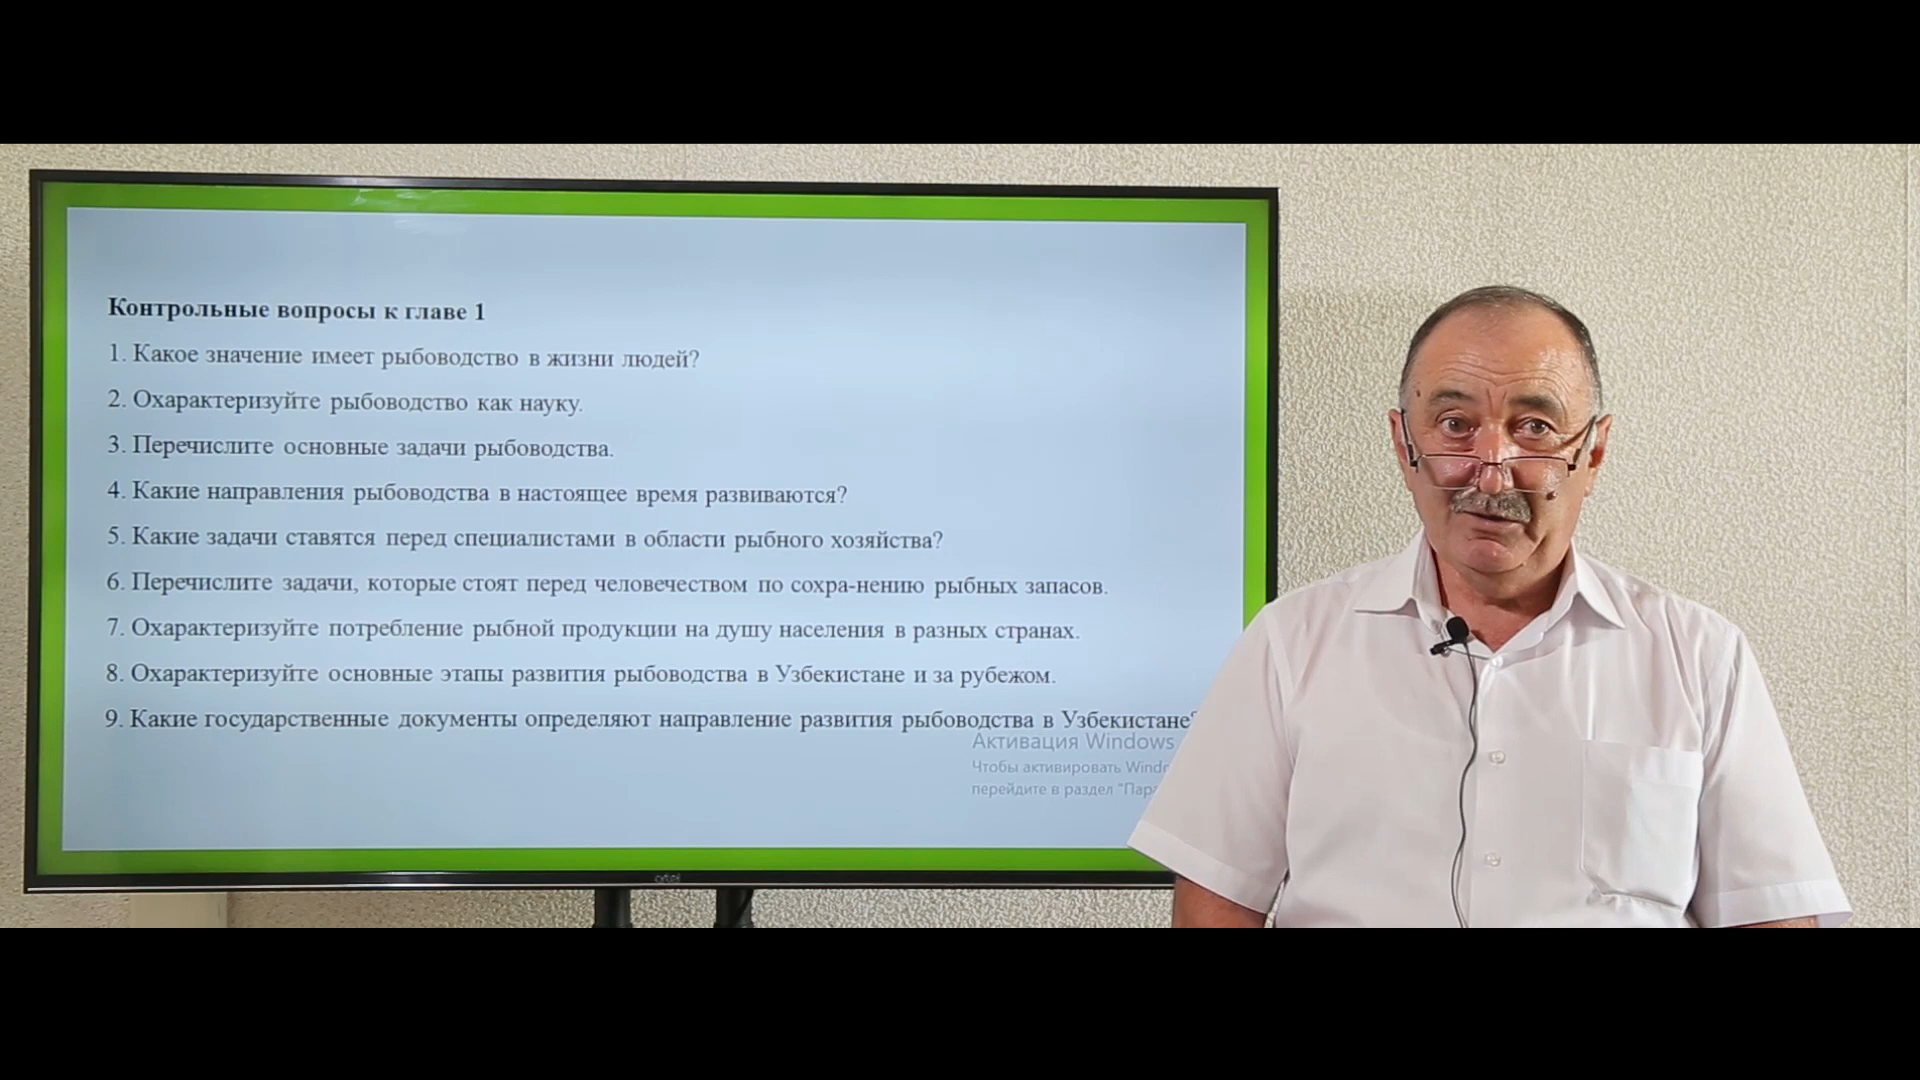 Контрольные вопросы к главе 1
1. Какое значение имеет рыбоводство в жизни людей?
2. Охарактеризуйте рыбоводство как науку.
3. Перечислите основные задачи рыбоводства.
4. Какие направления рыбоводства в настоящее время развиваются?
5. Какие задачи ставятся перед специалистами в области рыбного хозяйства?
6. Перечислите задачи, которые стоят перед человечеством по сохра-нению рыбных запасов.
7. Охарактеризуйте потребление рыбной продукции на душу населения в разных странах.
8. Охарактеризуйте основные этапы развития рыбоводства в Узбекистане и за рубежом.
9. Какие государственные документы определяют направление развития рыбоводства в Узбекистане?
Активация Windows
Чтобы активировать
перейдите в раздел
artel